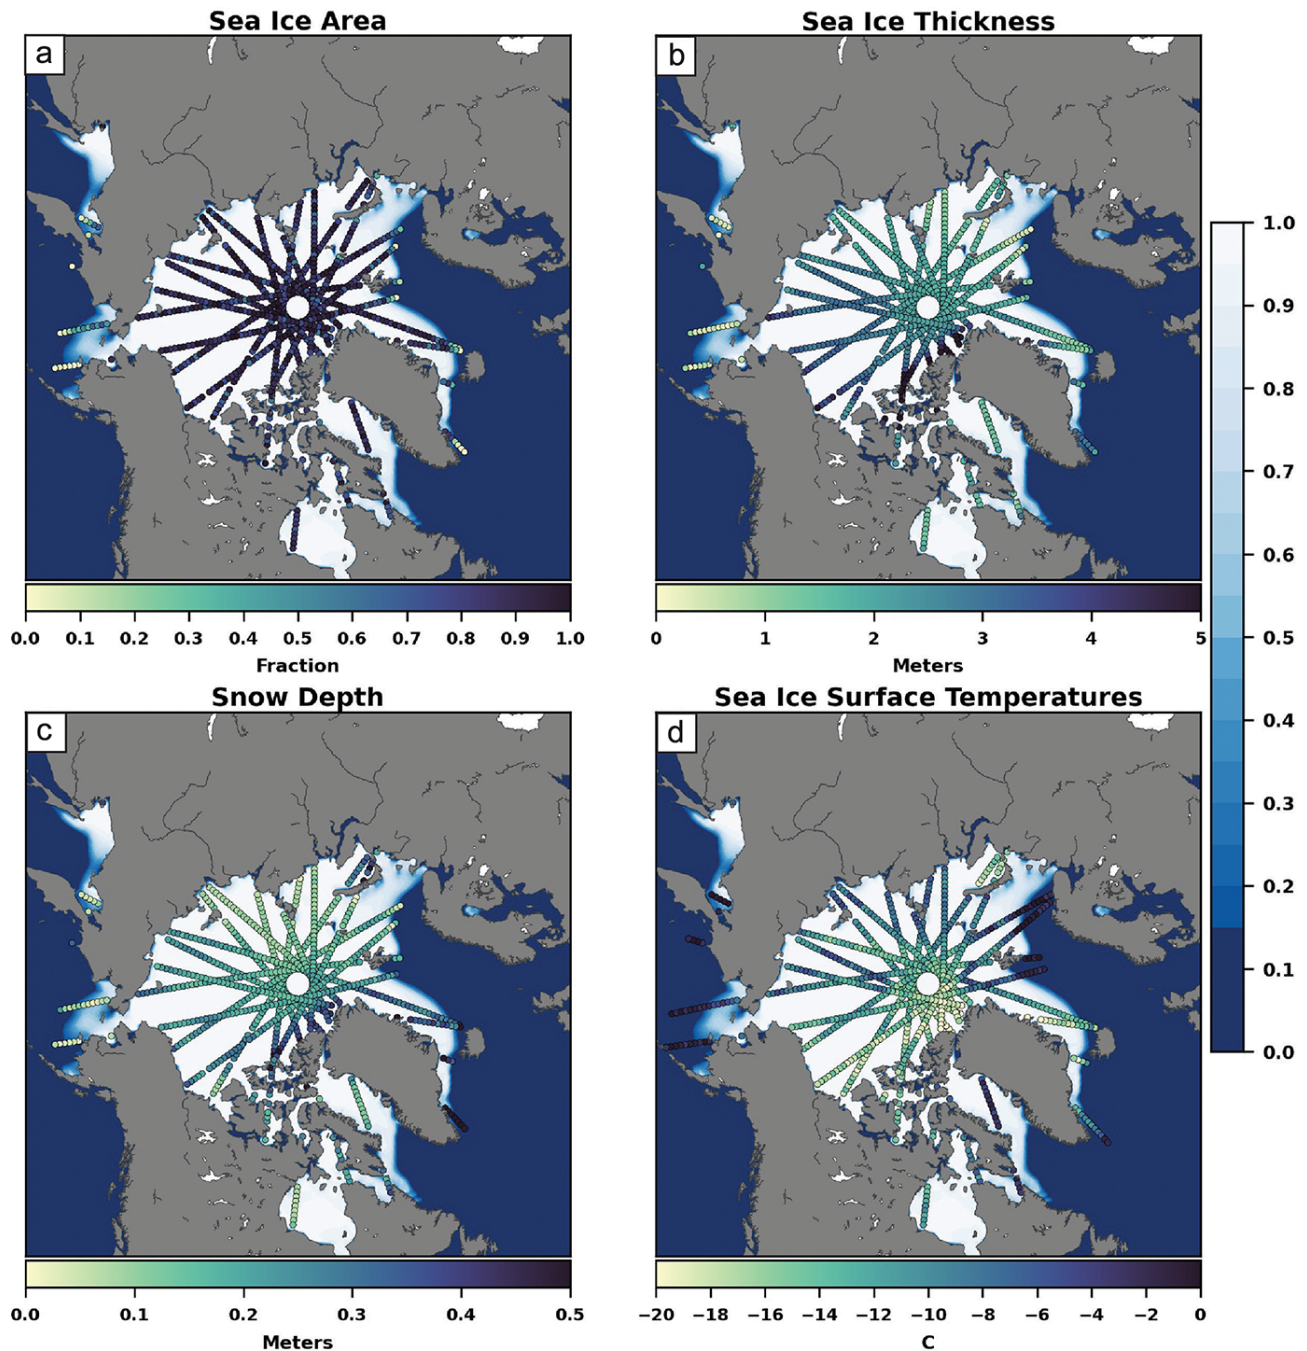 Sea Ice Area
Sea Ice Thickness
a
b
0.0 0.1 0.2 0.3 0.4 0.5 0.6 0.7 0.8 0.9 1.0
Fraction
0 1 2 3 4 5
Meters
Snow Depth
Sea Ice Surface Temperatures
c
d
0.0 0.1 0.2 0.3 0.4 0.5
Meters
−20 −18 −16 −14 −12 −10 −8 −6 −4 −2 0
C
1.0
0.9
0.8
0.7
0.6
0.5
0.4
0.3
0.2
0.1
0.0